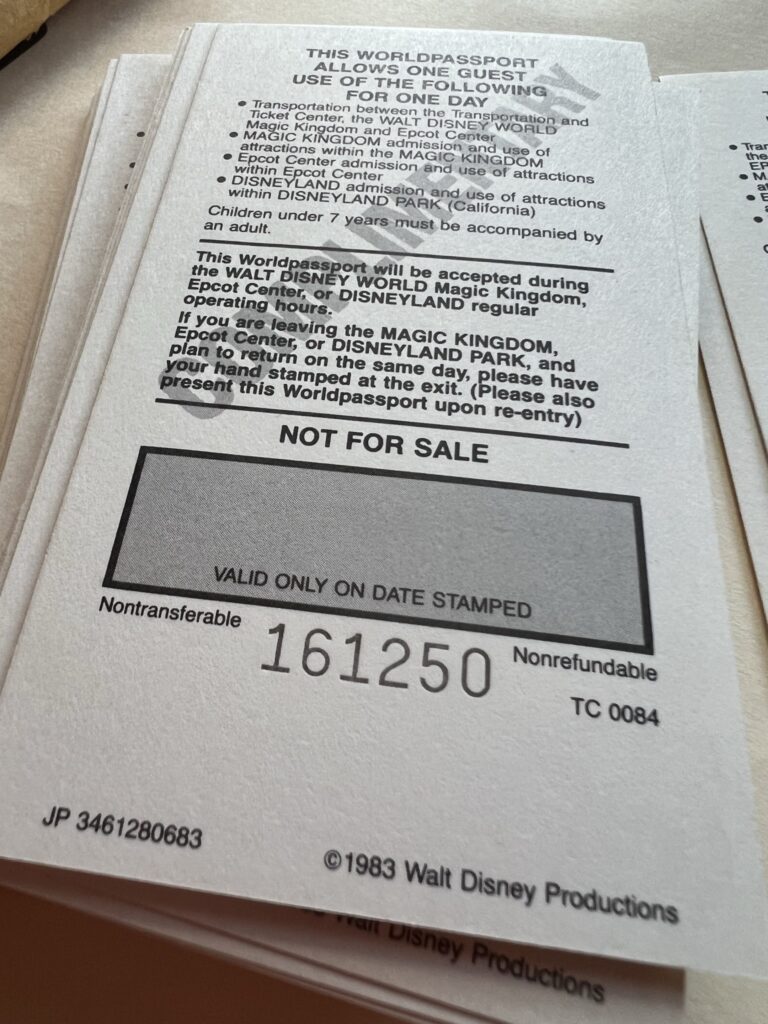 THIS WORLDPASSPORT
ALLOWS ONE GUEST
USE OF THE FOLLOWING
FOR ONE DAY
• Transportation between the Transportation and
Ticket Center, the WALT DISNEY WORLD
Magic Kingdom and Epcot Center
• MAGIC KINGDOM admission and use of
attractions within the MAGIC KINGDOM
• Epcot Center admission and use of attractions
within Epcot Center
• DISNEYLAND admission and use of attractions
within DISNEYLAND PARK (California)
Children under 7 years must be accompanied by
an adult.
COMPLIMENTARY
This Worldpassport will be accepted during
the WALT DISNEY WORLD Magic Kingdom,
Epcot Center, or DISNEYLAND regular
operating hours.
If you are leaving the MAGIC KINGDOM,
Epcot Center, or DISNEYLAND PARK, and
plan to return on the same day, please have
your hand stamped at the exit. (Please also
present this Worldpassport upon re-entry)
NOT FOR SALE
VALID ONLY ON DATE STAMPED
Nontransferable
161250
Nonrefundable
TC 0084
JP 3461280683
©1983 Walt Disney Productions
Walt Disney Productions